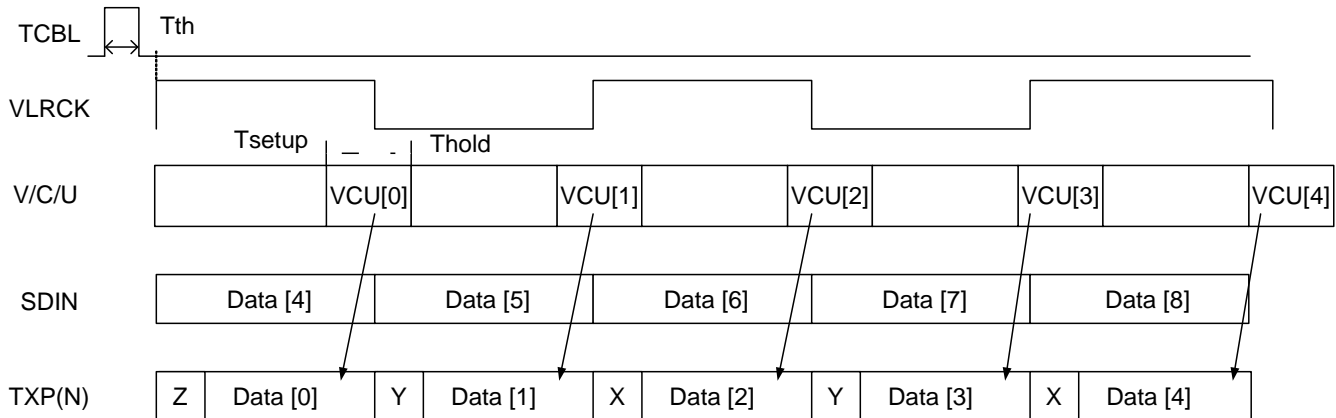 TCBL Tth
VLRCK
Tsetup Thold
V/C/U VCU[0] VCU[1] VCU[2] VCU[3] VCU[4]
SDIN Data [4] Data [5] Data [6] Data [7] Data [8]
TXP(N) Z Data [0] Y Data [1] X Data [2] Y Data [3] X Data [4]